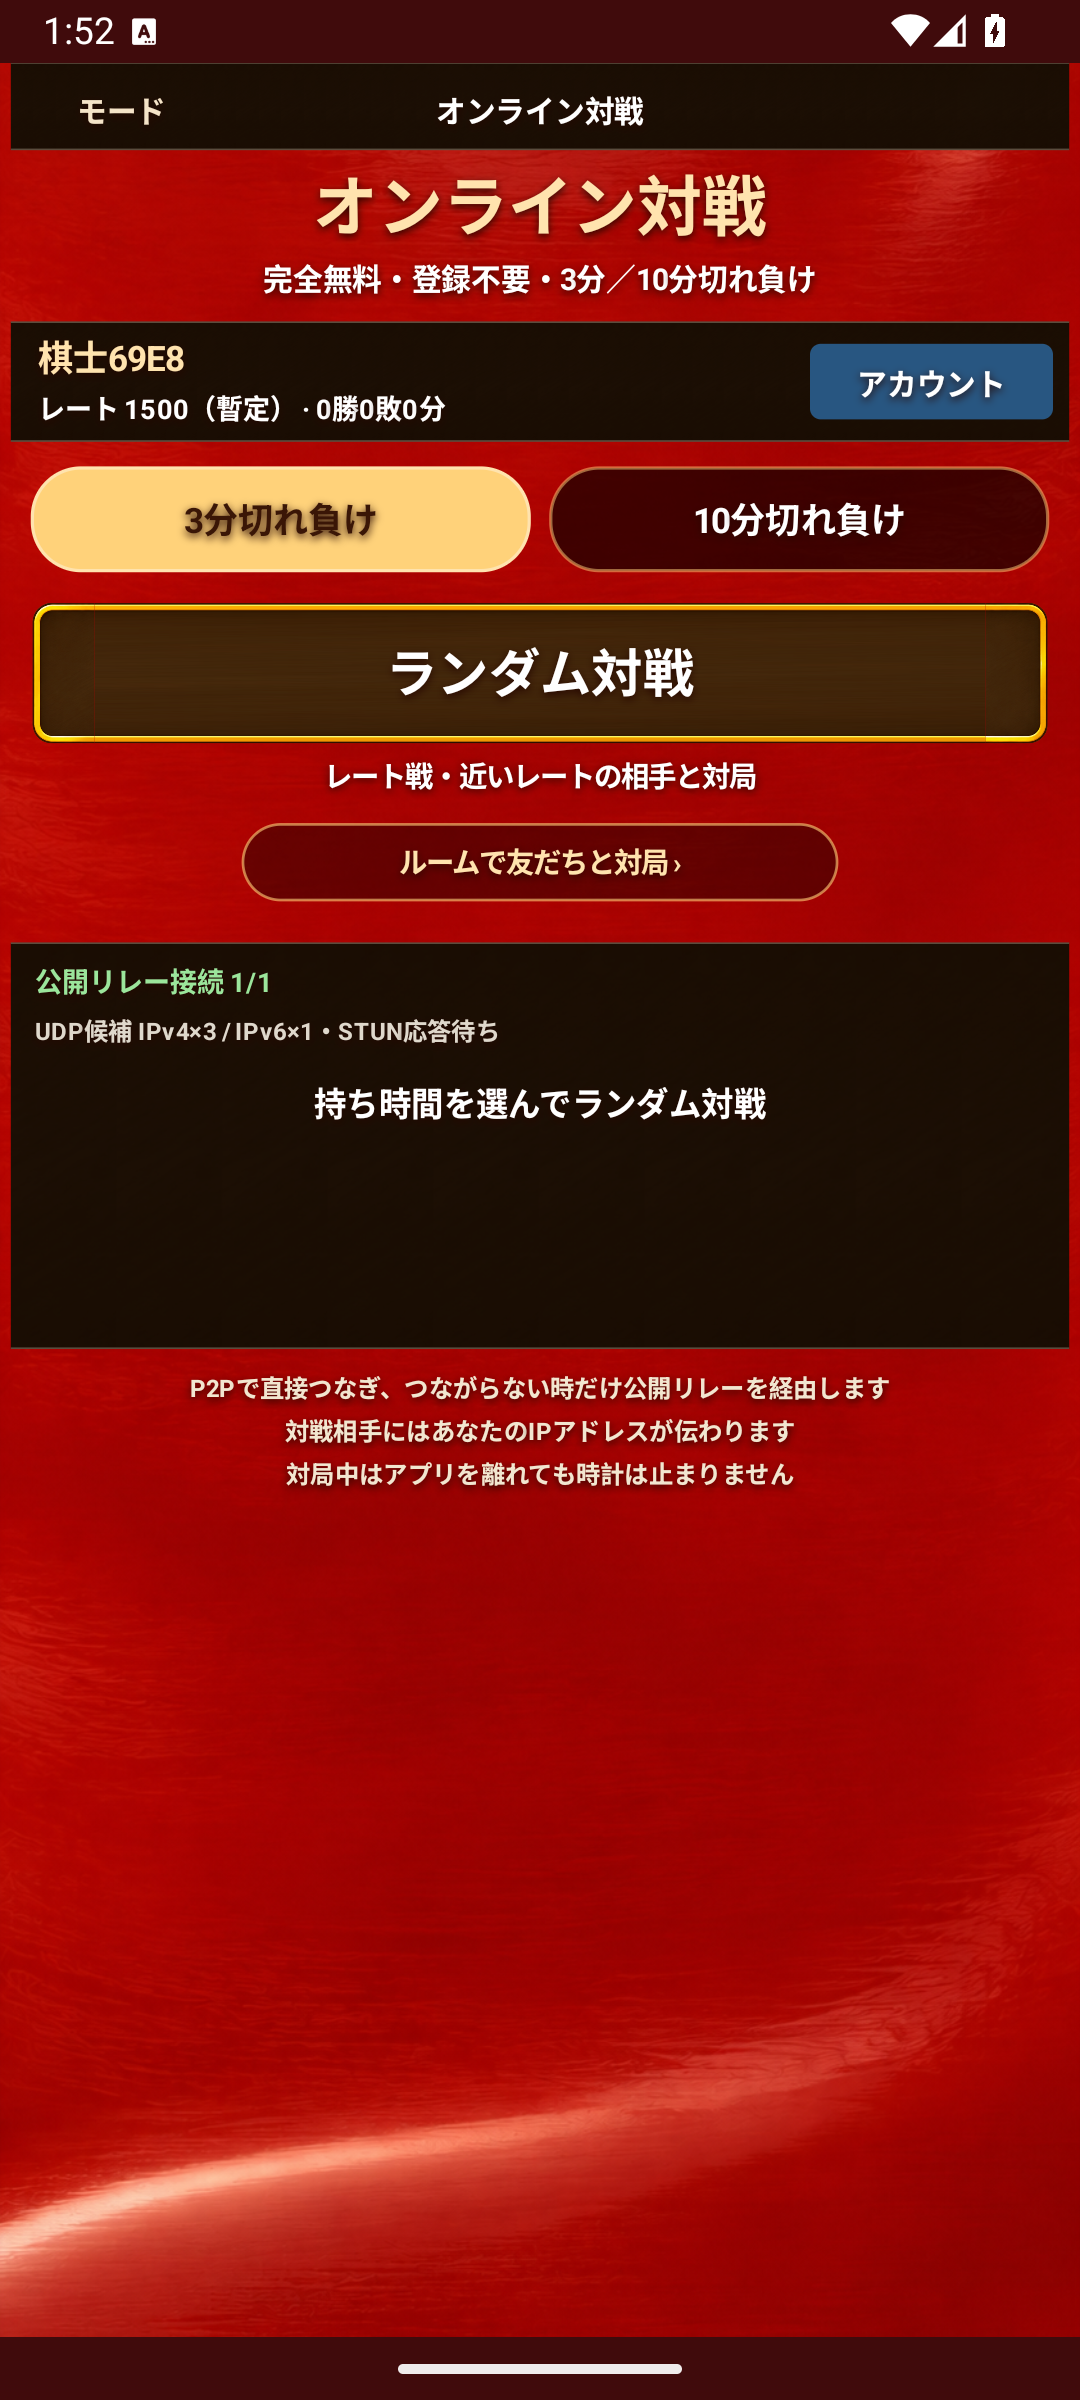 1:52
モード
オンライン対戦
オンライン対戦
完全無料・登録不要・3分／10分切れ負け
棋士69E8
レート 1500（暫定） · 0勝0敗0分
アカウント
3分切れ負け
10分切れ負け
ランダム対戦
レート戦・近いレートの相手と対局
ルームで友だちと対局 ›
公開リレー接続 1/1
UDP候補 IPv4×3 / IPv6×1・STUN応答待ち
持ち時間を選んでランダム対戦
P2Pで直接つなぎ、つながらない時だけ公開リレーを経由します
対戦相手にはあなたのIPアドレスが伝わります
対局中はアプリを離れても時計は止まりません